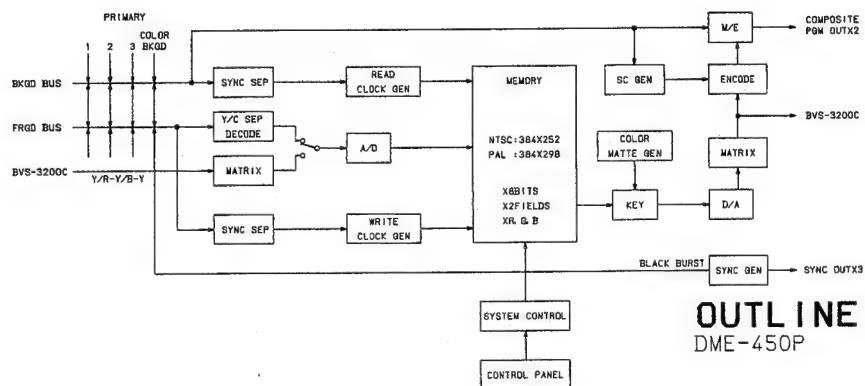 PRIMARY
COLOR
BKGD
1 2 3
BKGD BUS
FRGD BUS
BVS-3200C
Y/R-Y/B-Y
SYNC SEP
READ
CLOCK GEN
Y/C SEP
DECODE
MATRIX
A/D
SYNC SEP
WRITE
CLOCK GEN
MEMORY
NTSC:384X252
PAL :384X298
X6BITS
X2FIELDS
XR.G.B
SC GEN
M/E
ENCODE
COLOR
MATTE GEN
MATRIX
KEY
D/A
COMPOSITE
PGM OUTX2
BVS-3200C
BLACK BURST
SYNC GEN
SYNC OUTX3
SYSTEM CONTROL
CONTROL PANEL
OUTLINE
DME-450P